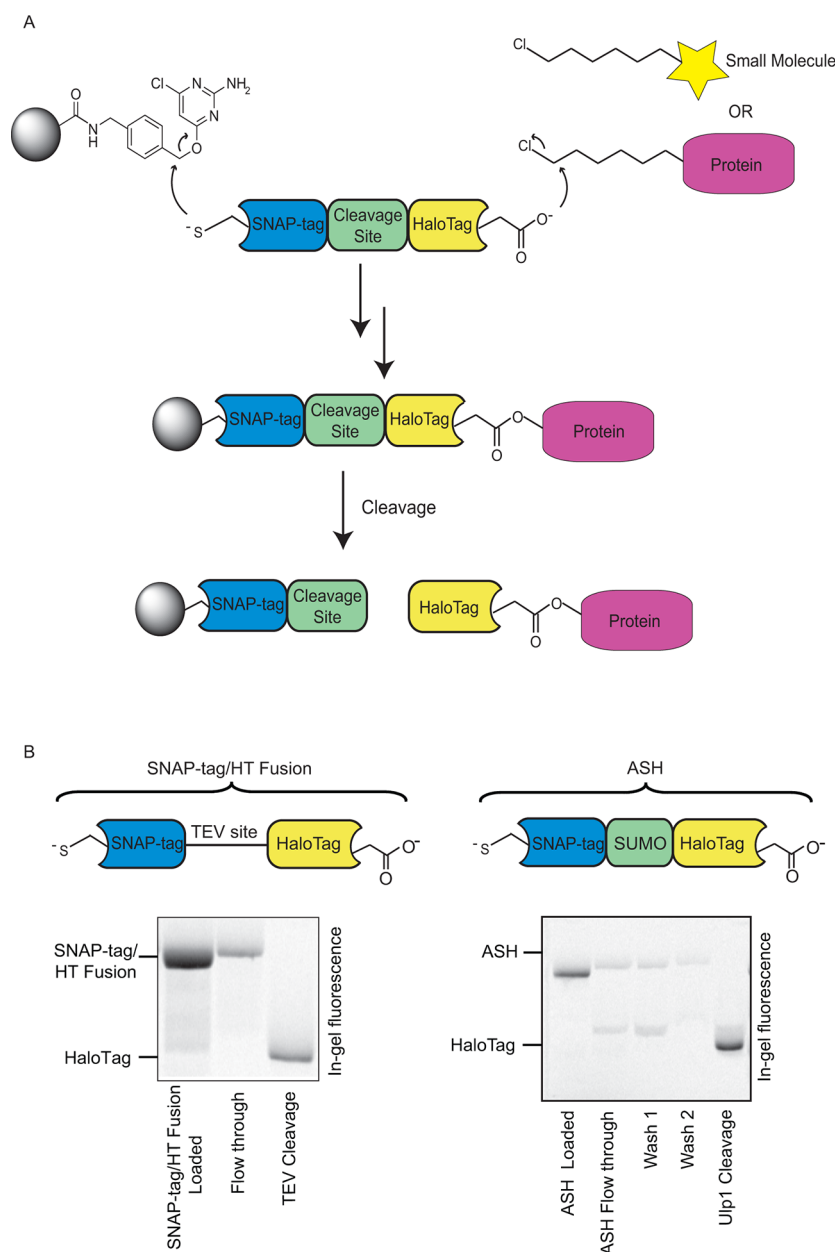 A
Cl
Small Molecule
OR
O
N
H
Cl
N
NH₂
N
O
Cl
Protein
⁻S
SNAP-tag
Cleavage
Site
HaloTag
O⁻
O
SNAP-tag
Cleavage
Site
HaloTag
O
O
Protein
Cleavage
SNAP-tag
Cleavage
Site
HaloTag
O
O
Protein
B
SNAP-tag/HT Fusion
⁻S
SNAP-tag
TEV site
HaloTag
O⁻
O
SNAP-tag/
HT Fusion
HaloTag
In-gel fluorescence
SNAP-tag/HT Fusion
Loaded
Flow through
TEV Cleavage
ASH
⁻S
SNAP-tag
SUMO
HaloTag
O⁻
O
ASH
HaloTag
In-gel fluorescence
ASH Loaded
ASH Flow through
Wash 1
Wash 2
Ulp1 Cleavage